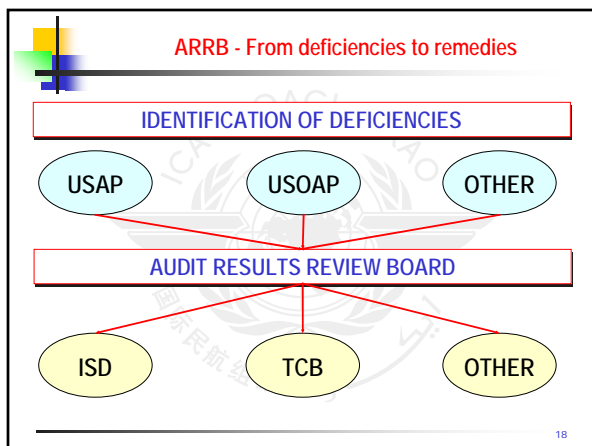 ARRB - From deficiencies to remedies
IDENTIFICATION OF DEFICIENCIES
USAP USOAP OTHER
AUDIT RESULTS REVIEW BOARD
ISD TCB OTHER
18